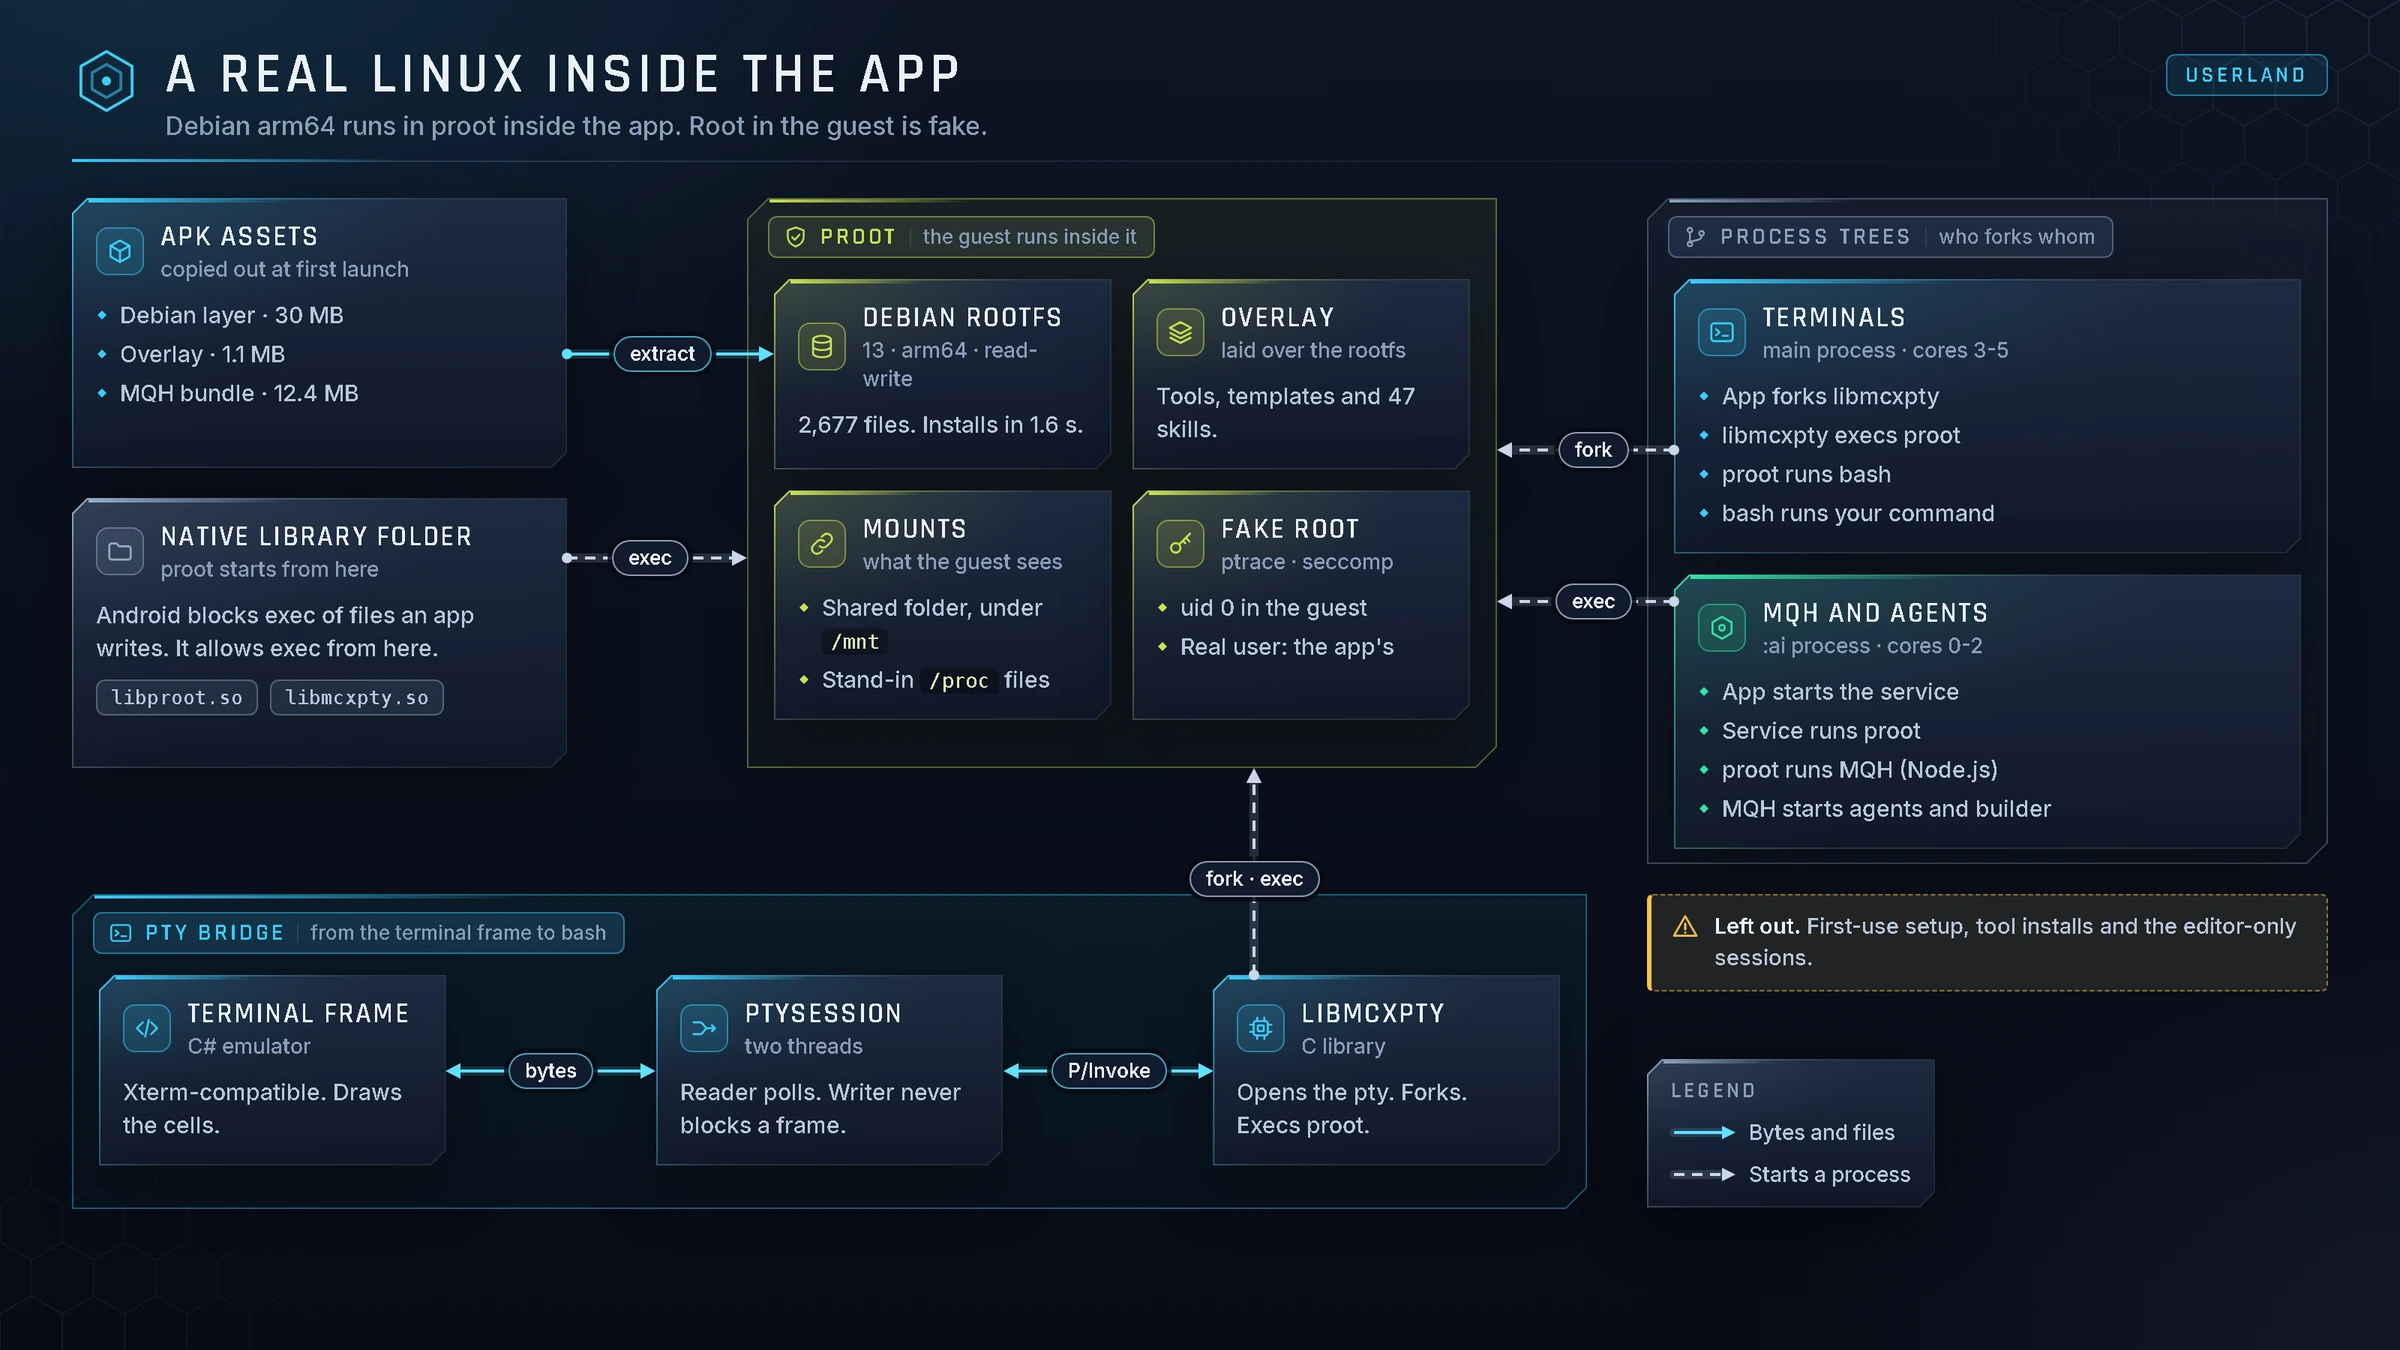 A REAL LINUX INSIDE THE APP
Debian arm64 runs in proot inside the app. Root in the guest is fake.
USERLAND
APK ASSETS
copied out at first launch
Debian layer · 30 MB
Overlay · 1.1 MB
MQH bundle · 12.4 MB
extract
NATIVE LIBRARY FOLDER
proot starts from here
Android blocks exec of files an app
writes. It allows exec from here.
libproot.so
libmcxpty.so
exec
PROOT
the guest runs inside it
DEBIAN ROOTFS
13 · arm64 · read-
write
2,677 files. Installs in 1.6 s.
OVERLAY
laid over the rootfs
Tools, templates and 47
skills.
MOUNTS
what the guest sees
Shared folder, under
/mnt
Stand-in /proc files
FAKE ROOT
ptrace · seccomp
uid 0 in the guest
Real user: the app's
fork
exec
PROCESS TREES
who forks whom
TERMINALS
main process · cores 3-5
App forks libmcxpty
libmcxpty execs proot
proot runs bash
bash runs your command
MQH AND AGENTS
:ai process · cores 0-2
App starts the service
Service runs proot
proot runs MQH (Node.js)
MQH starts agents and builder
fork · exec
PTY BRIDGE
from the terminal frame to bash
TERMINAL FRAME
C# emulator
Xterm-compatible. Draws
the cells.
bytes
PTYSESSION
two threads
Reader polls. Writer never
blocks a frame.
P/Invoke
LIBMCXPTY
C library
Opens the pty. Forks.
Execs proot.
Left out. First-use setup, tool installs and the editor-only
sessions.
LEGEND
Bytes and files
Starts a process